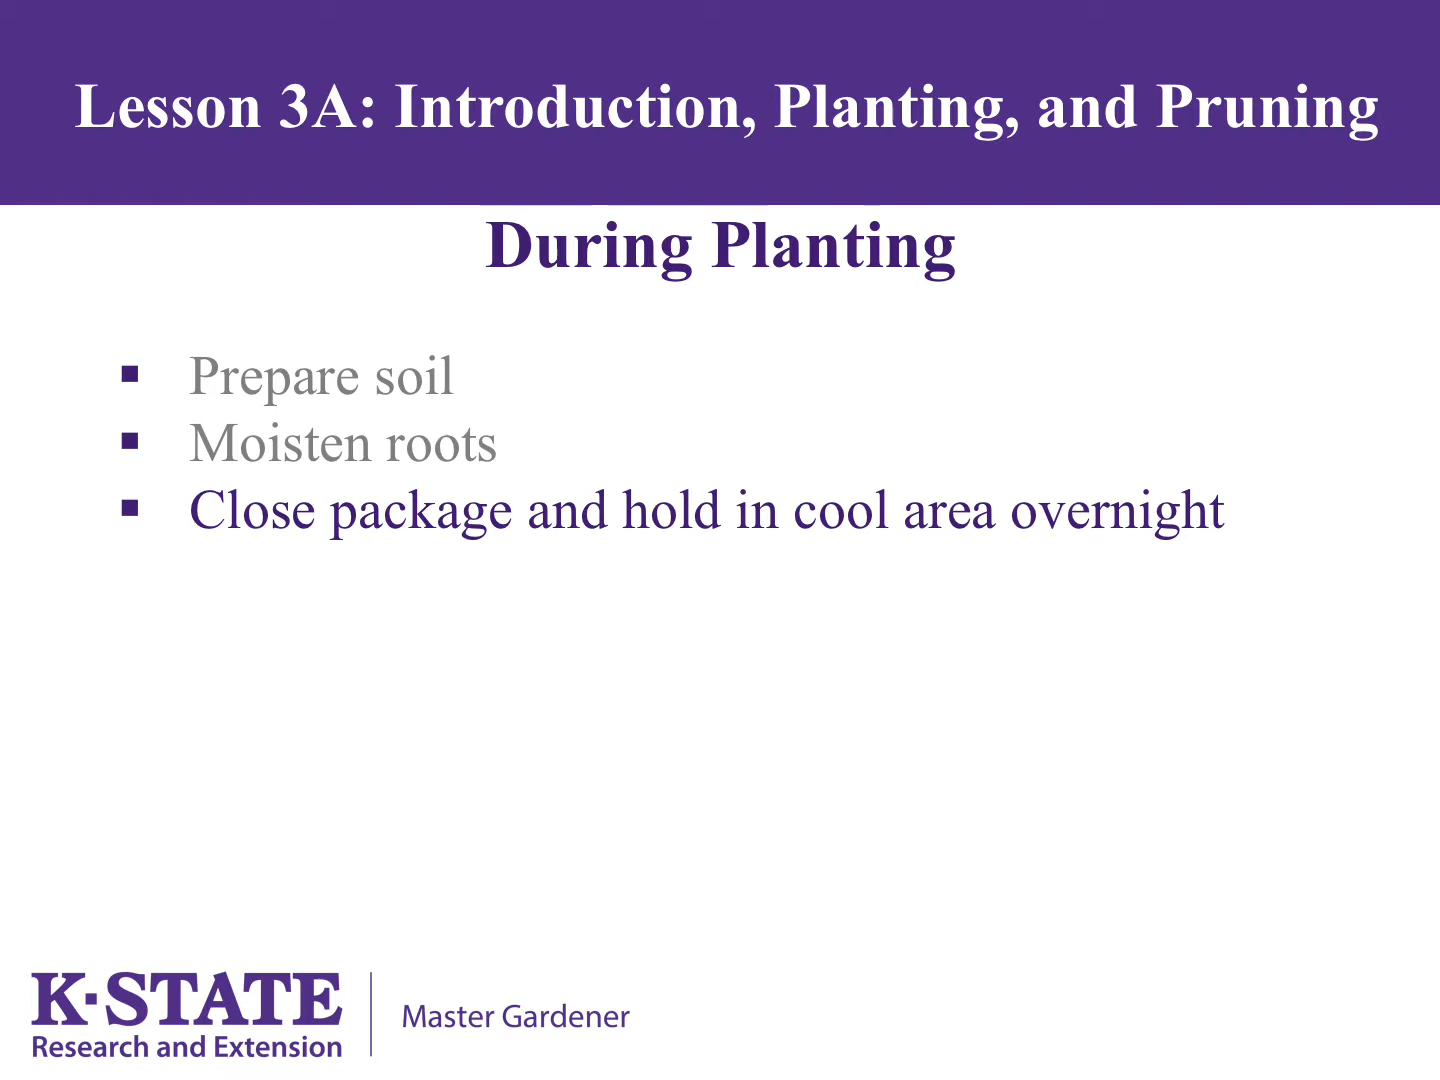 Lesson 3A: Introduction, Planting, and Pruning
During Planting
▪ Prepare soil
▪ Moisten roots
▪ Close package and hold in cool area overnight
K·STATE
Research and Extension
Master Gardener